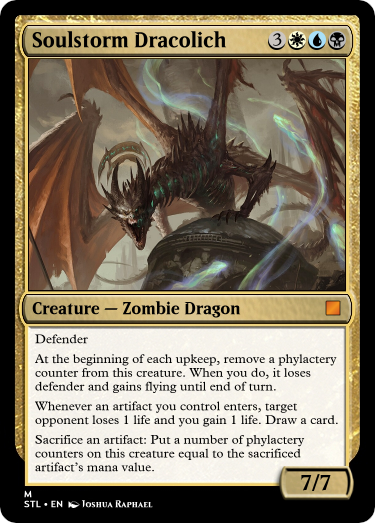 Soulstorm Dracolich 3
Creature — Zombie Dragon
Defender
At the beginning of each upkeep, remove a phylactery
counter from this creature. When you do, it loses
defender and gains flying until end of turn.
Whenever an artifact you control enters, target
opponent loses 1 life and you gain 1 life. Draw a card.
Sacrifice an artifact: Put a number of phylactery
counters on this creature equal to the sacrificed
artifact's mana value.
7/7
M
STL • EN Joshua Raphael